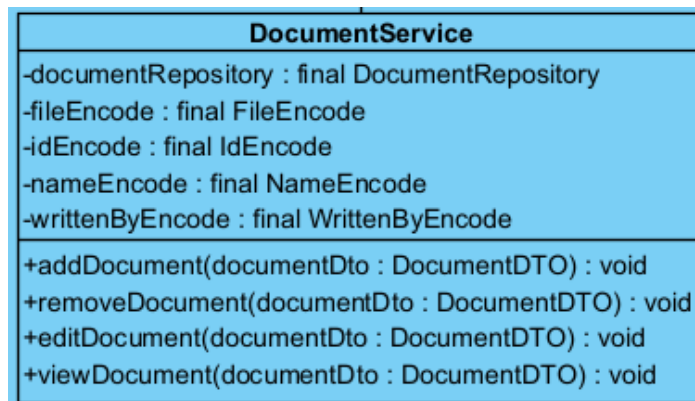 DocumentService
-documentRepository : final DocumentRepository
-fileEncode : final FileEncode
-idEncode : final IdEncode
-nameEncode : final NameEncode
-writtenByEncode : final WrittenByEncode
+addDocument(documentDto : DocumentDTO) : void
+removeDocument(documentDto : DocumentDTO) : void
+editDocument(documentDto : DocumentDTO) : void
+viewDocument(documentDto : DocumentDTO) : void